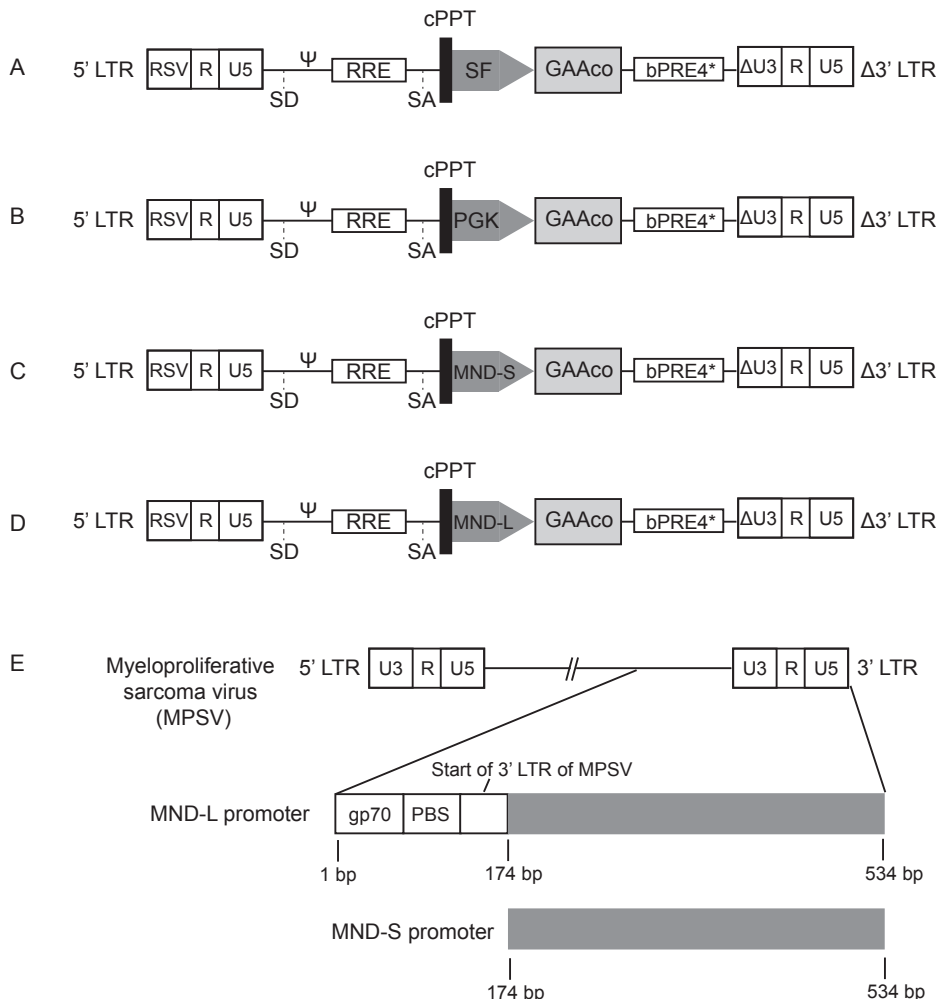 cPPT
A 5’ LTR RSV R U5 Ψ RRE SF GAAco bPRE4* ΔU3 R U5 Δ3’ LTR
SD SA
cPPT
B 5’ LTR RSV R U5 Ψ RRE PGK GAAco bPRE4* ΔU3 R U5 Δ3’ LTR
SD SA
cPPT
C 5’ LTR RSV R U5 Ψ RRE MND-S GAAco bPRE4* ΔU3 R U5 Δ3’ LTR
SD SA
cPPT
D 5’ LTR RSV R U5 Ψ RRE MND-L GAAco bPRE4* ΔU3 R U5 Δ3’ LTR
SD SA
E
Myeloproliferative
sarcoma virus
(MPSV)
5’ LTR U3 R U5 // U3 R U5 3’ LTR
Start of 3’ LTR of MPSV
MND-L promoter gp70 PBS
1 bp 174 bp 534 bp
MND-S promoter
174 bp 534 bp